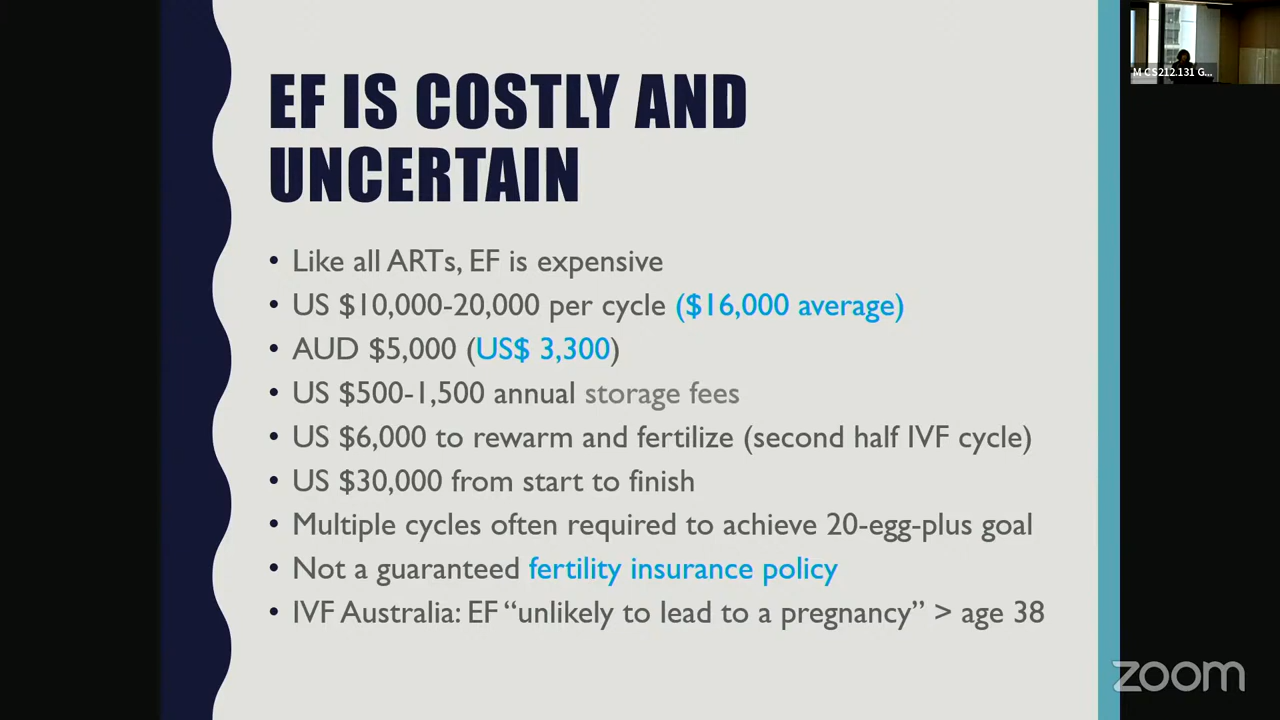 EF IS COSTLY AND
UNCERTAIN
• Like all ARTs, EF is expensive
• US $10,000-20,000 per cycle ($16,000 average)
• AUD $5,000 (US$ 3,300)
• US $500-1,500 annual storage fees
• US $6,000 to rewarm and fertilize (second half IVF cycle)
• US $30,000 from start to finish
• Multiple cycles often required to achieve 20-egg-plus goal
• Not a guaranteed fertility insurance policy
• IVF Australia: EF “unlikely to lead to a pregnancy” > age 38
M CS212.131 G...
zoom